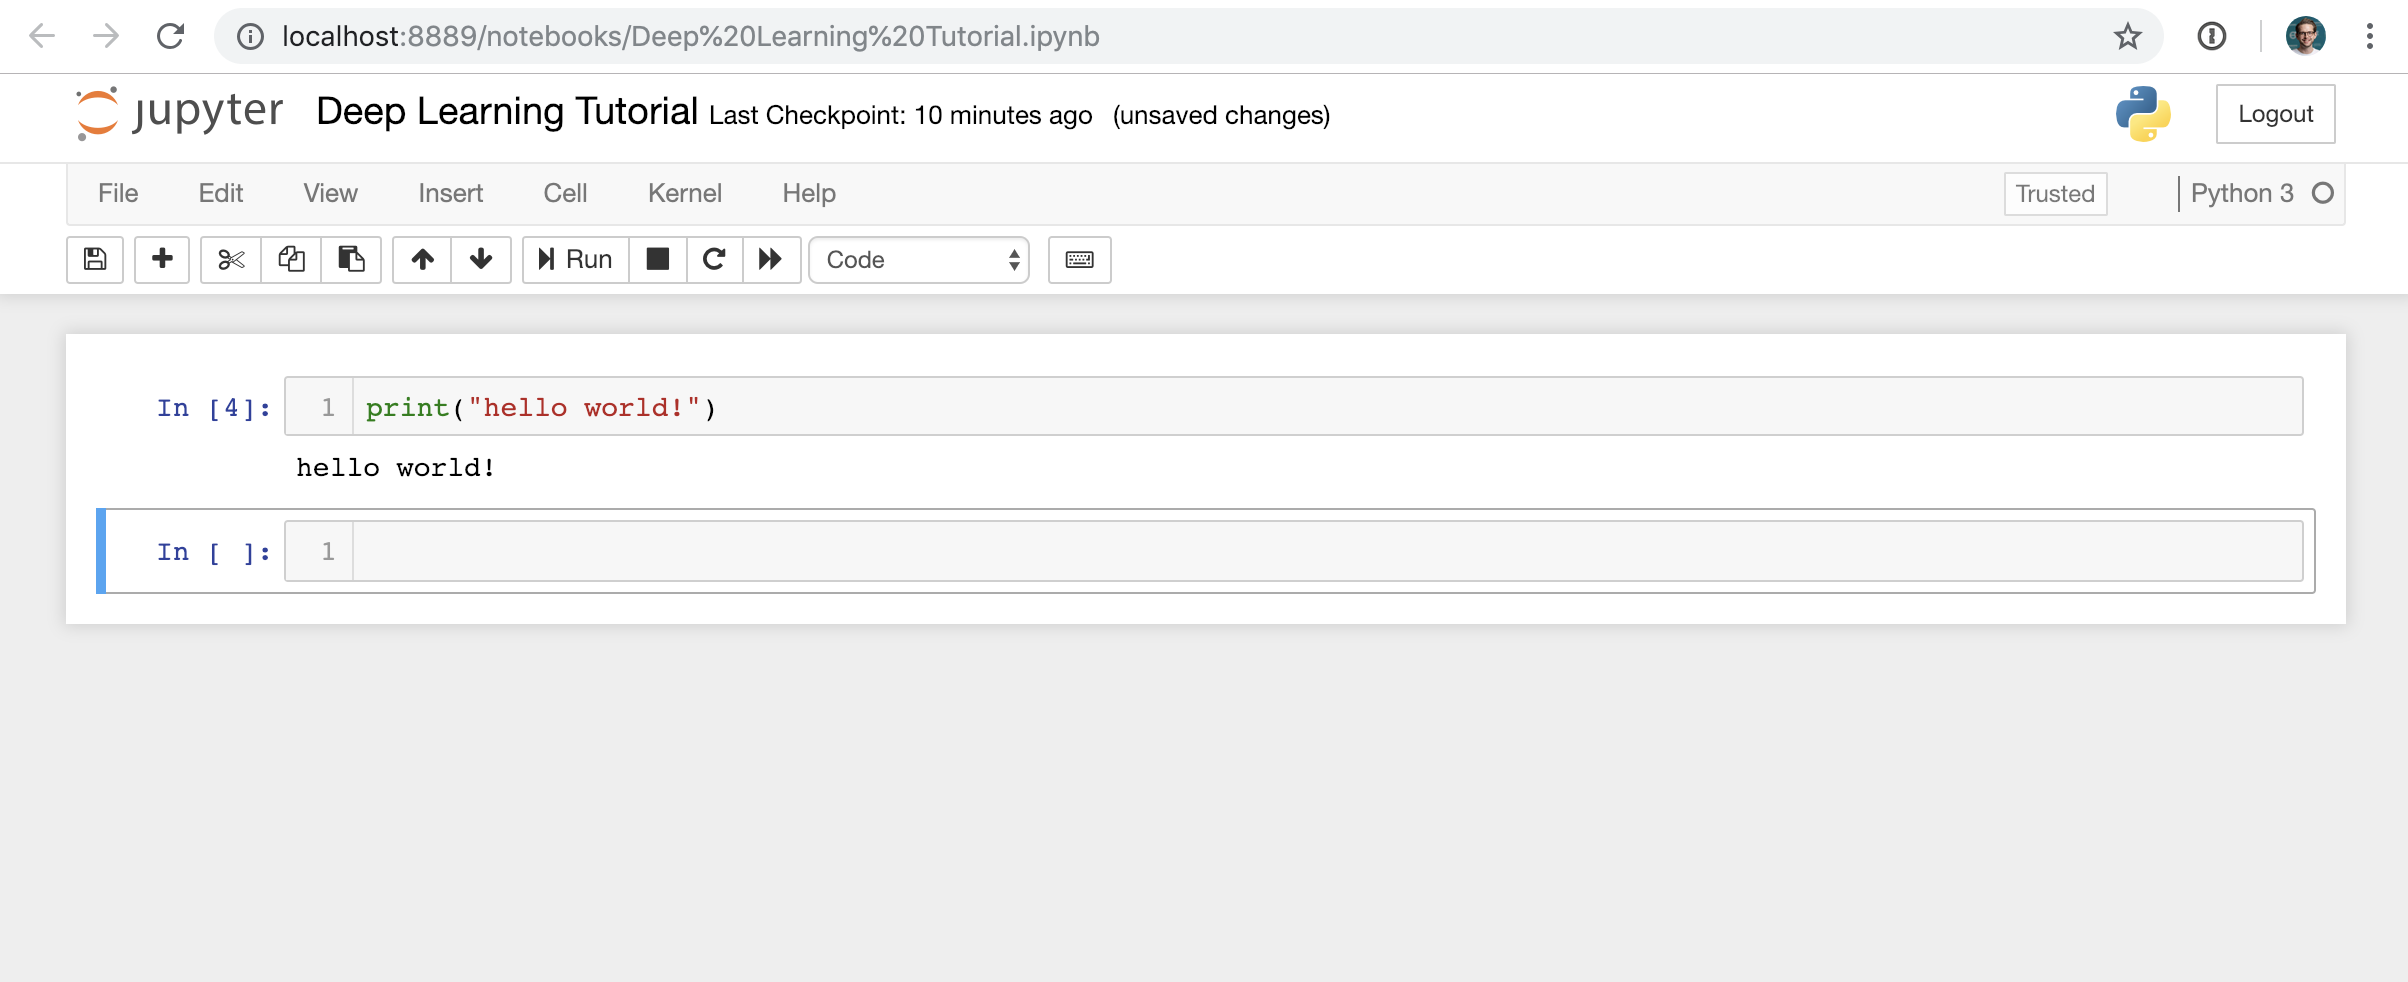 localhost:8889/notebooks/Deep%20Learning%20Tutorial.ipynb
jupyter Deep Learning Tutorial Last Checkpoint: 10 minutes ago (unsaved changes) Logout
File Edit View Insert Cell Kernel Help Trusted Python 3
Run Code
In [4]: 1 print("hello world!")
hello world!
In [ ]: 1